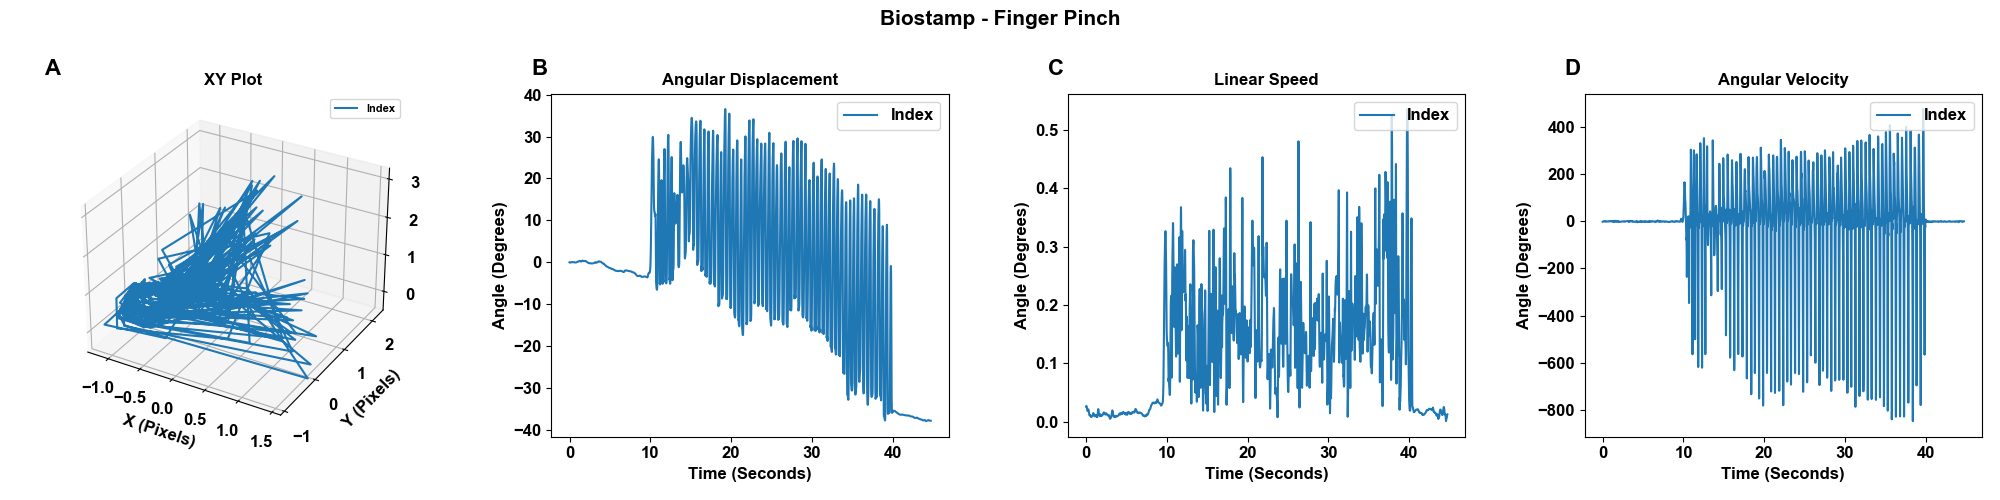 Biostamp - Finger Pinch
A
XY Plot
Index
3
2
1
0
−1.0
−0.5
0.0
0.5
1.0
1.5
X (Pixels)
−1
0
1
2
Y (Pixels)
B
Angular Displacement
Index
40
30
20
10
0
−10
−20
−30
−40
Angle (Degrees)
0 10 20 30 40
Time (Seconds)
C
Linear Speed
Index
0.5
0.4
0.3
0.2
0.1
0.0
Angle (Degrees)
0 10 20 30 40
Time (Seconds)
D
Angular Velocity
Index
400
200
0
−200
−400
−600
−800
Angle (Degrees)
0 10 20 30 40
Time (Seconds)